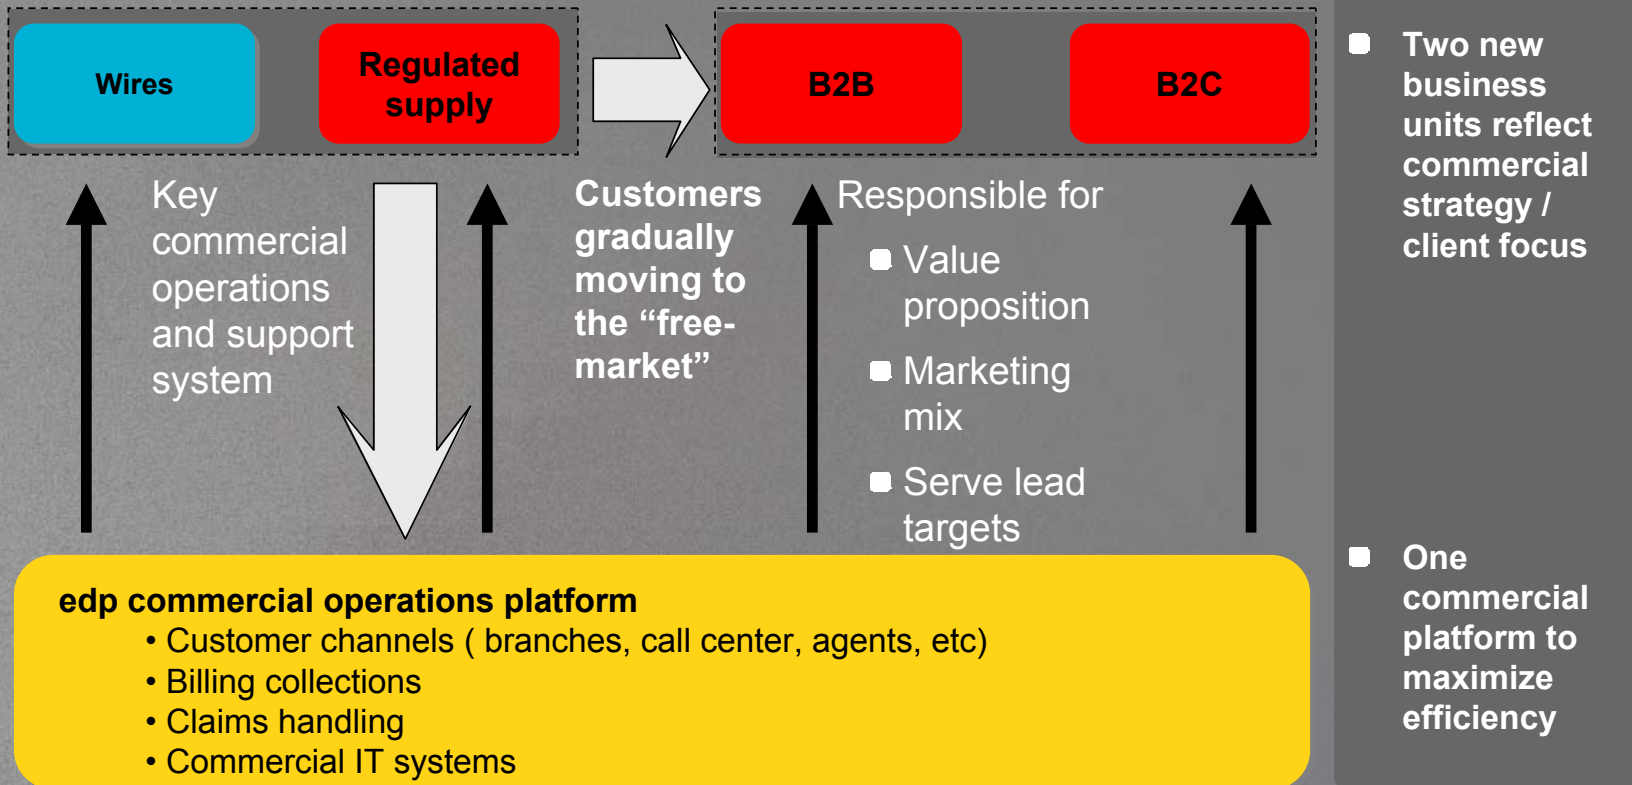 Wires
Regulated
supply
B2B
B2C
Key
commercial
operations
and support
system
Customers
gradually
moving to
the “free-
market”
Responsible for
Value
proposition
Marketing
mix
Serve lead
targets
edp commercial operations platform
• Customer channels ( branches, call center, agents, etc)
• Billing collections
• Claims handling
• Commercial IT systems
Two new
business
units reflect
commercial
strategy /
client focus
One
commercial
platform to
maximize
efficiency